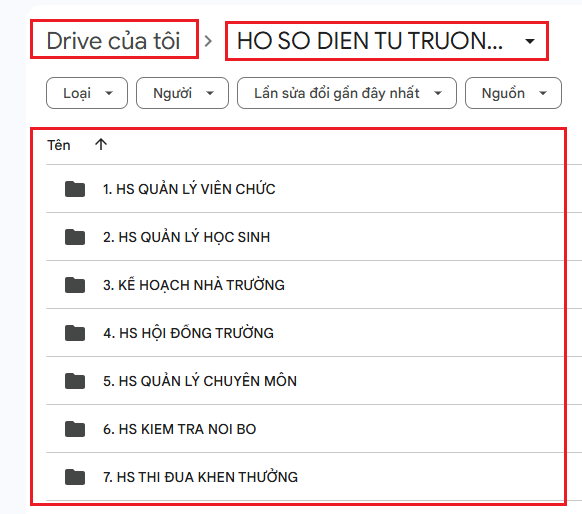 Drive của tôi > HO SO DIEN TU TRUON...
Loại Người Lần sửa đổi gần đây nhất Nguồn
Tên ↑
1. HS QUẢN LÝ VIÊN CHỨC
2. HS QUẢN LÝ HỌC SINH
3. KẾ HOẠCH NHÀ TRƯỜNG
4. HS HỘI ĐỒNG TRƯỜNG
5. HS QUẢN LÝ CHUYÊN MÔN
6. HS KIEM TRA NOI BO
7. HS THI ĐUA KHEN THƯỞNG